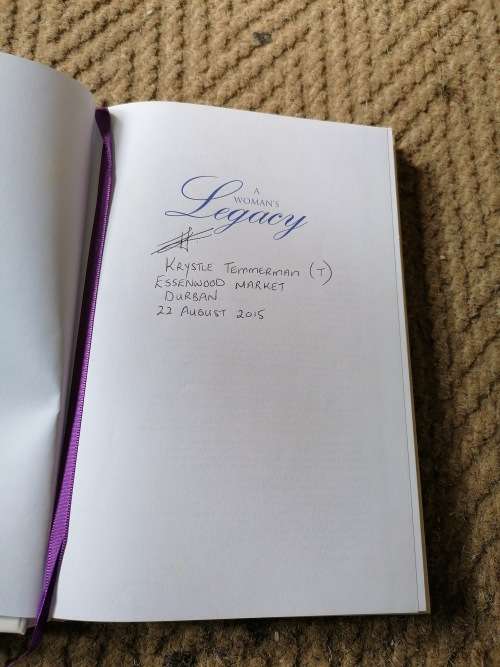 A
WOMAN'S
Legacy
KRYSTLE TEMMERMAN (T)
ESSENWOOD MARKET
DURBAN
22 AUGUST 2015